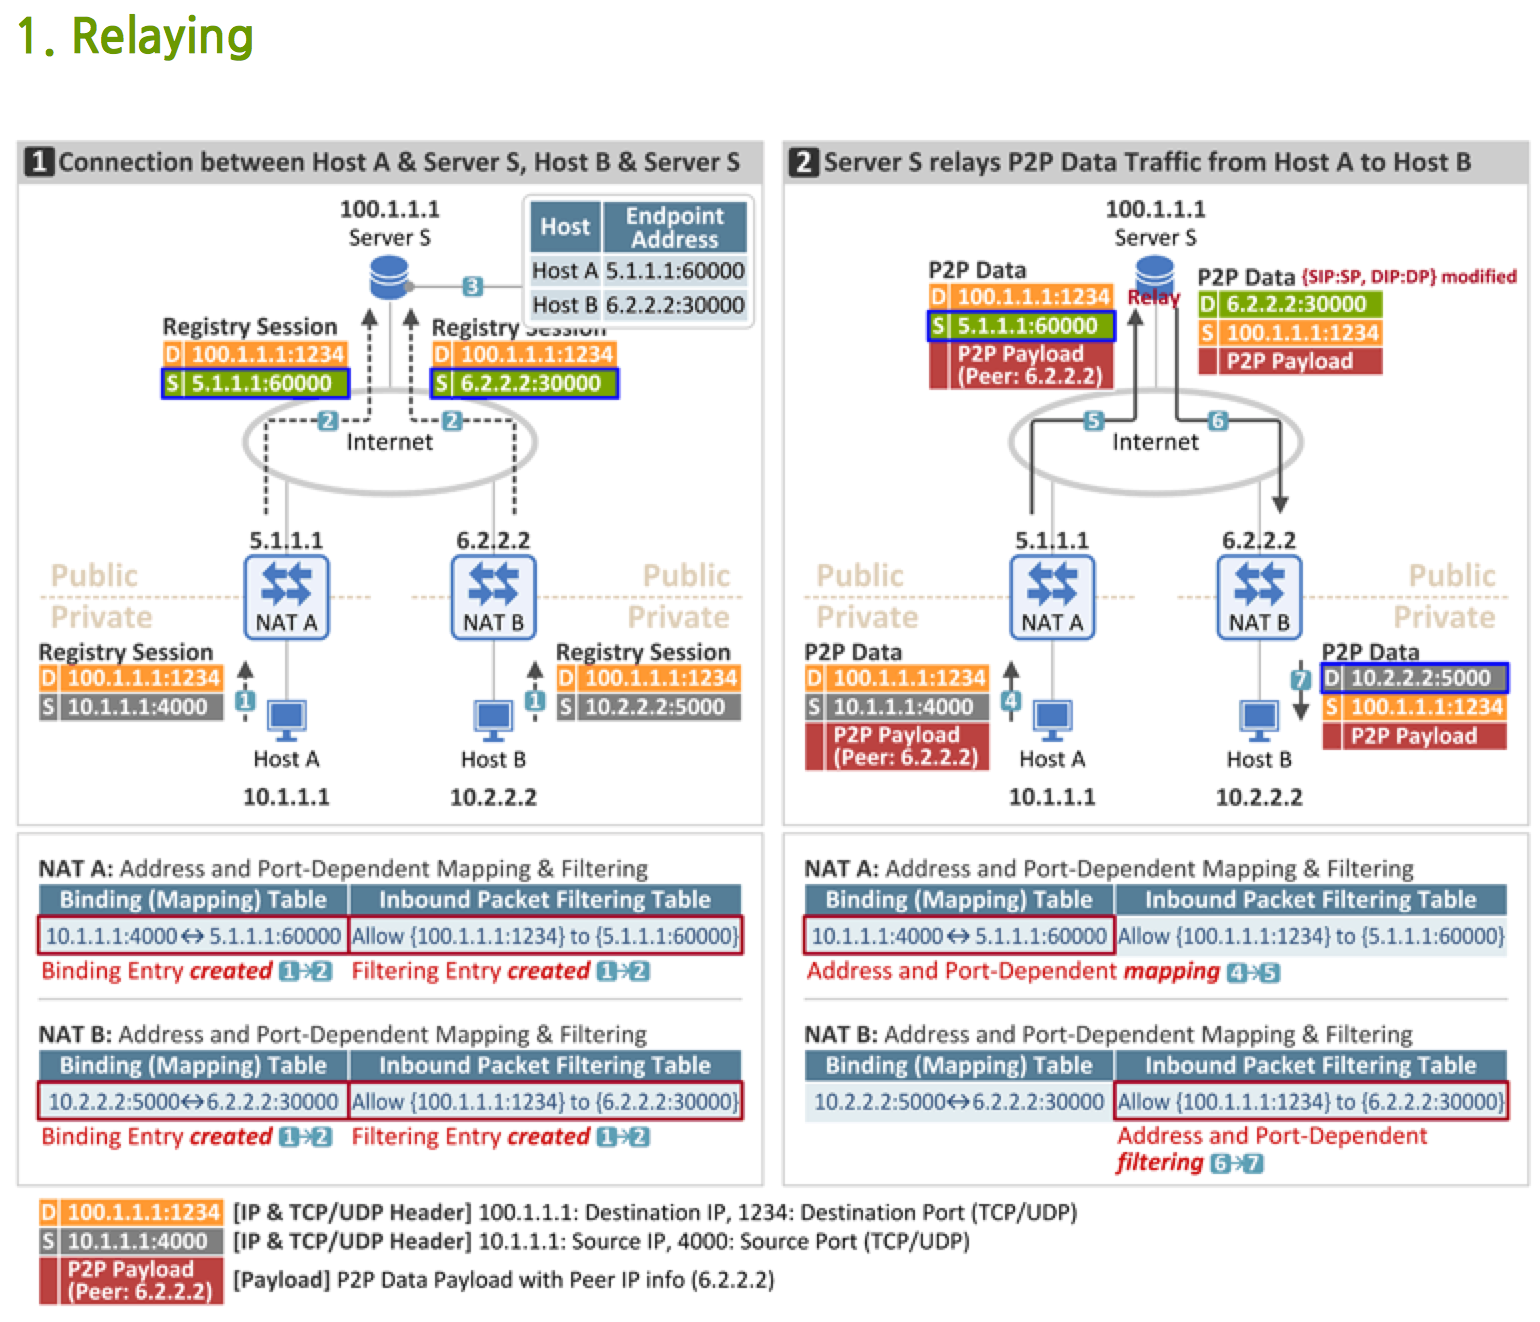 1. Relaying
1 Connection between Host A & Server S, Host B & Server S
100.1.1.1
Server S
Host
Endpoint
Address
Host A 5.1.1.1:60000
Host B 6.2.2.2:30000
3
Registry Session
D 100.1.1.1:1234
S 5.1.1.1:60000
Registry Session
D 100.1.1.1:1234
S 6.2.2.2:30000
2
2
Internet
5.1.1.1
6.2.2.2
Public
Public
Private
Private
NAT A
NAT B
Registry Session
D 100.1.1.1:1234
S 10.1.1.1:4000
1
1
Registry Session
D 100.1.1.1:1234
S 10.2.2.2:5000
Host A
Host B
10.1.1.1
10.2.2.2
NAT A: Address and Port-Dependent Mapping & Filtering
Binding (Mapping) Table
Inbound Packet Filtering Table
10.1.1.1:4000↔5.1.1.1:60000
Allow {100.1.1.1:1234} to {5.1.1.1:60000}
Binding Entry created 1→2
Filtering Entry created 1→2
NAT B: Address and Port-Dependent Mapping & Filtering
Binding (Mapping) Table
Inbound Packet Filtering Table
10.2.2.2:5000↔6.2.2.2:30000
Allow {100.1.1.1:1234} to {6.2.2.2:30000}
Binding Entry created 1→2
Filtering Entry created 1→2
2 Server S relays P2P Data Traffic from Host A to Host B
100.1.1.1
Server S
P2P Data
D 100.1.1.1:1234
S 5.1.1.1:60000
P2P Payload
(Peer: 6.2.2.2)
Relay
P2P Data {SIP:SP, DIP:DP} modified
D 6.2.2.2:30000
S 100.1.1.1:1234
P2P Payload
5
6
Internet
5.1.1.1
6.2.2.2
Public
Public
Private
Private
NAT A
NAT B
P2P Data
D 100.1.1.1:1234
S 10.1.1.1:4000
P2P Payload
(Peer: 6.2.2.2)
4
7
P2P Data
D 10.2.2.2:5000
S 100.1.1.1:1234
P2P Payload
Host A
Host B
10.1.1.1
10.2.2.2
NAT A: Address and Port-Dependent Mapping & Filtering
Binding (Mapping) Table
Inbound Packet Filtering Table
10.1.1.1:4000↔5.1.1.1:60000
Allow {100.1.1.1:1234} to {5.1.1.1:60000}
Address and Port-Dependent mapping 4→5
NAT B: Address and Port-Dependent Mapping & Filtering
Binding (Mapping) Table
Inbound Packet Filtering Table
10.2.2.2:5000↔6.2.2.2:30000
Allow {100.1.1.1:1234} to {6.2.2.2:30000}
Address and Port-Dependent
filtering 6→7
D 100.1.1.1:1234 [IP & TCP/UDP Header] 100.1.1.1: Destination IP, 1234: Destination Port (TCP/UDP)
S 10.1.1.1:4000 [IP & TCP/UDP Header] 10.1.1.1: Source IP, 4000: Source Port (TCP/UDP)
P2P Payload
(Peer: 6.2.2.2)
[Payload] P2P Data Payload with Peer IP info (6.2.2.2)